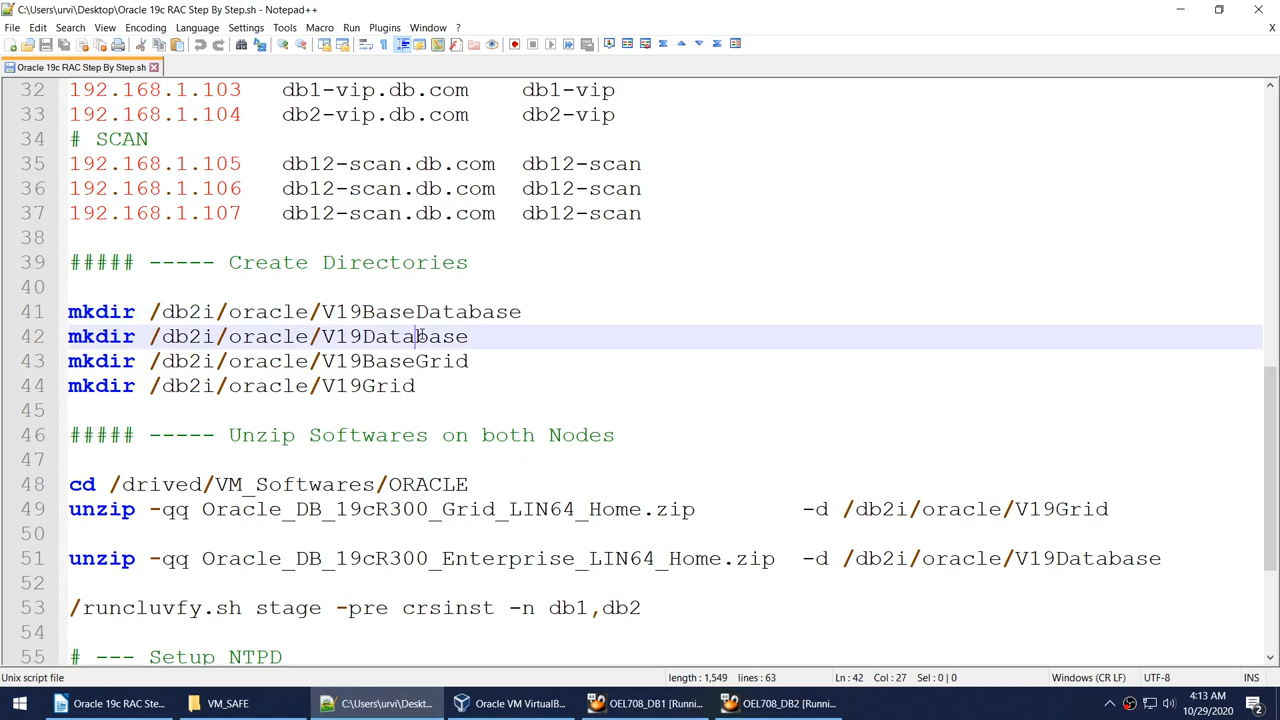 C:\Users\urvi\Desktop\Oracle 19c RAC Step By Step.sh - Notepad++
File Edit Search View Encoding Language Settings Tools Macro Run Plugins Window ? X
Oracle 19c RAC Step By Step.sh
32 192.168.1.103 db1-vip.db.com db1-vip
33 192.168.1.104 db2-vip.db.com db2-vip
34 # SCAN
35 192.168.1.105 db12-scan.db.com db12-scan
36 192.168.1.106 db12-scan.db.com db12-scan
37 192.168.1.107 db12-scan.db.com db12-scan
38
39 ##### ----- Create Directories
40
41 mkdir /db2i/oracle/V19BaseDatabase
42 mkdir /db2i/oracle/V19Database
43 mkdir /db2i/oracle/V19BaseGrid
44 mkdir /db2i/oracle/V19Grid
45
46 ##### ----- Unzip Softwares on both Nodes
47
48 cd /drived/VM_Softwares/ORACLE
49 unzip -qq Oracle_DB_19cR300_Grid_LIN64_Home.zip -d /db2i/oracle/V19Grid
50
51 unzip -qq Oracle_DB_19cR300_Enterprise_LIN64_Home.zip -d /db2i/oracle/V19Database
52
53 /runcluvfy.sh stage -pre crsinst -n db1,db2
54
55 # --- Setup NTPD
Unix script file length : 1,549 lines : 63 Ln : 42 Col : 27 Sel : 0 | 0 Windows (CR LF) UTF-8 INS
Oracle 19c RAC Ste... VM_SAFE C:\Users\urvi\Deskt... Oracle VM VirtualB... OEL708_DB1 [Runni... OEL708_DB2 [Runni... 4:13 AM
10/29/2020 2